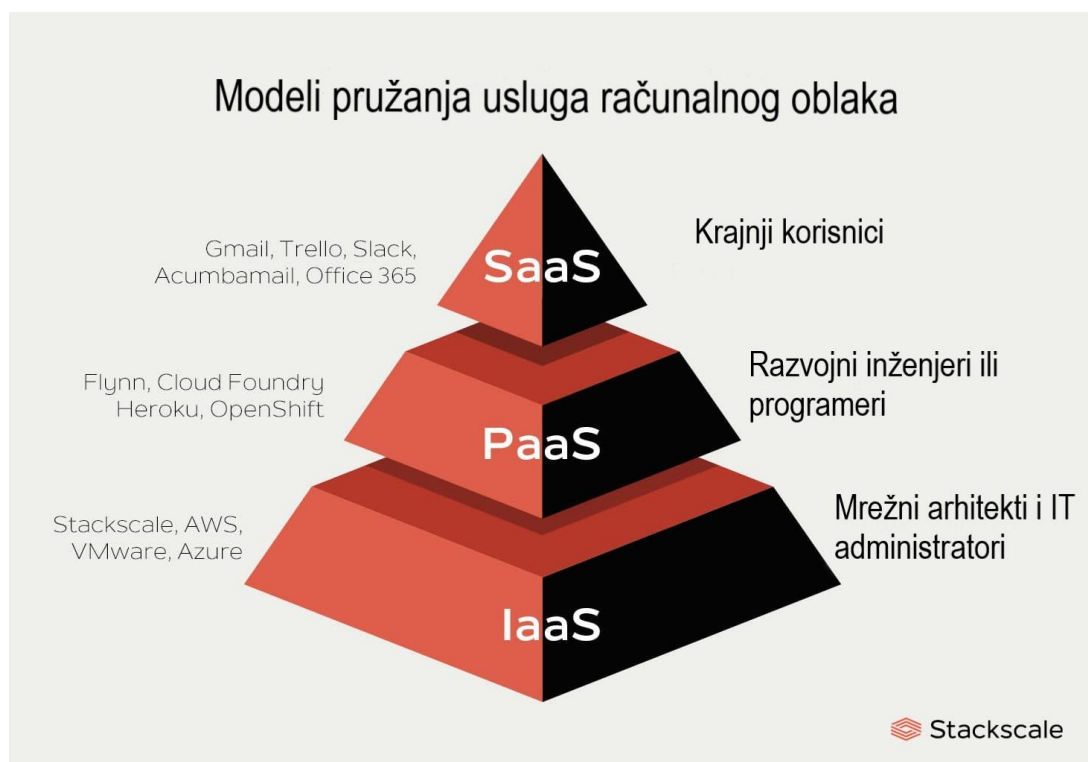 Modeli pružanja usluga računalnog oblaka
Gmail, Trello, Slack,
Acumbamail, Office 365
SaaS
Krajnji korisnici
Flynn, Cloud Foundry
Heroku, OpenShift
PaaS
Razvojni inženjeri ili
programeri
Stackscale, AWS,
VMware, Azure
IaaS
Mrežni arhitekti i IT
administratori
Stackscale